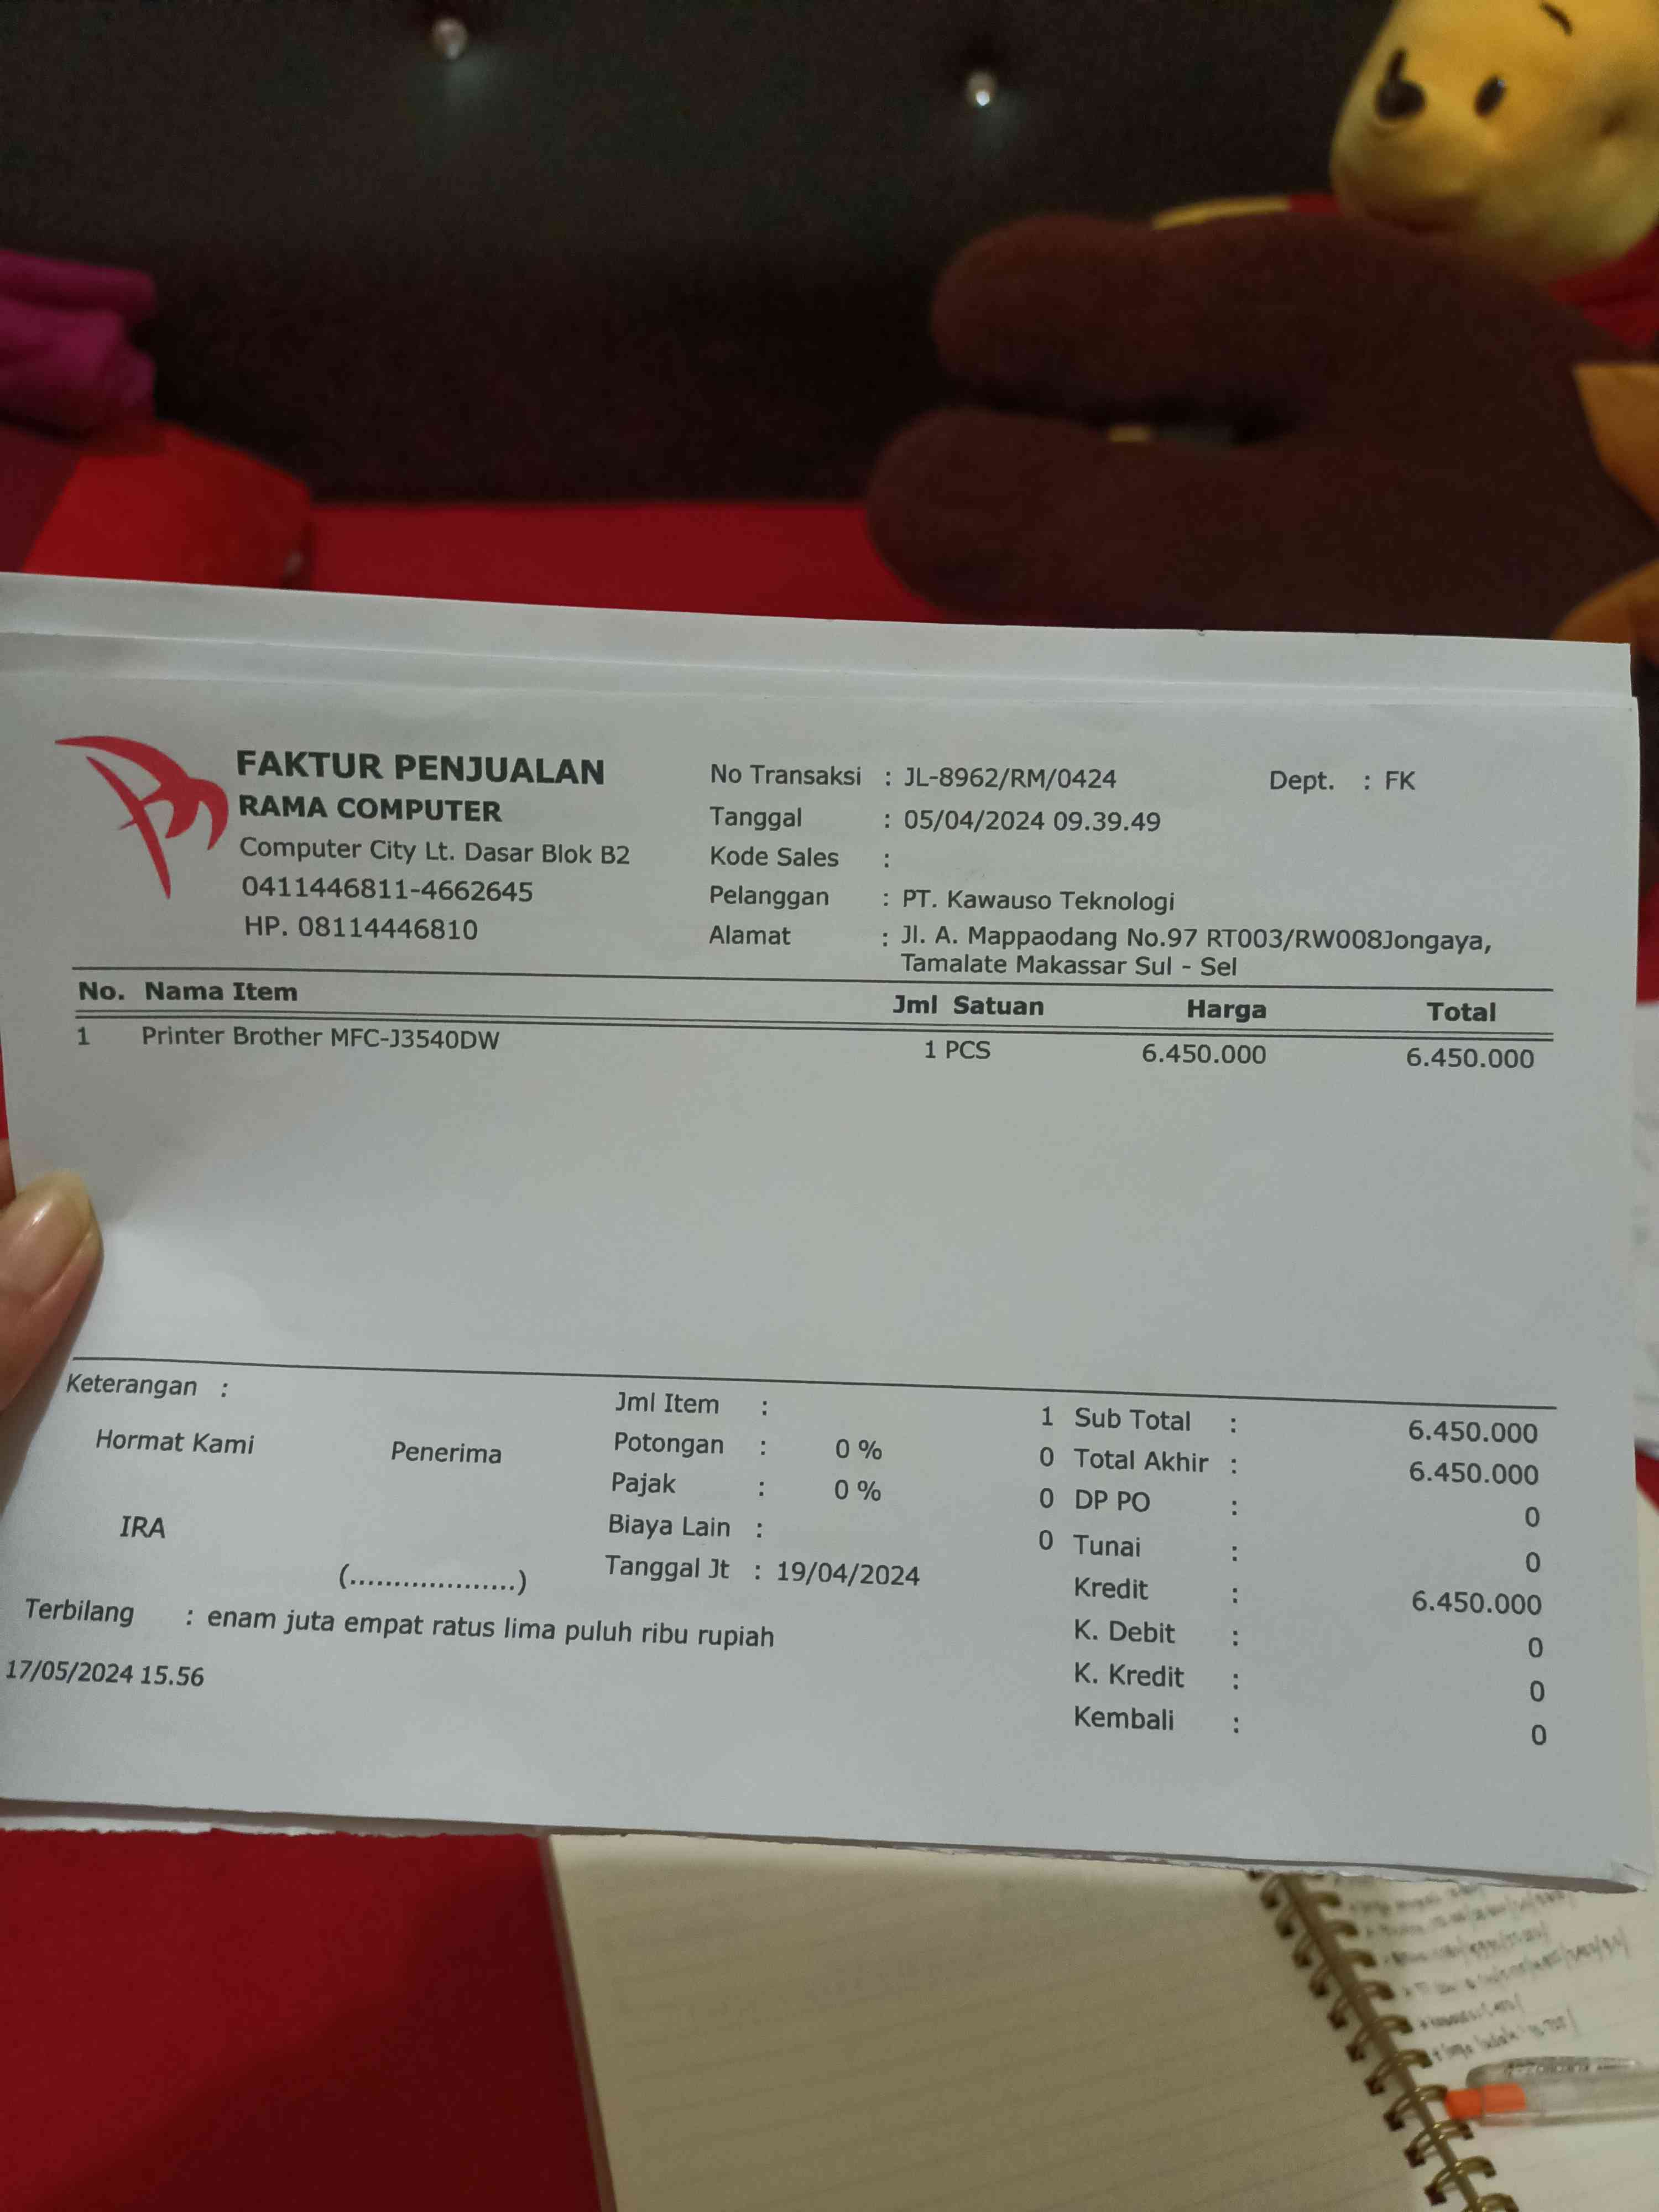 FAKTUR PENJUALAN
RAMA COMPUTER
Computer City Lt. Dasar Blok B2
0411446811-4662645
HP. 08114446810
No Transaksi : JL-8962/RM/0424 Dept. : FK
Tanggal : 05/04/2024 09.39.49
Kode Sales :
Pelanggan : PT. Kawauso Teknologi
Alamat : Jl. A. Mappaodang No.97 RT003/RW008Jongaya,
Tamalate Makassar Sul - Sel
No. Nama Item Jml Satuan Harga Total
1 Printer Brother MFC-J3540DW 1 PCS 6.450.000 6.450.000
Keterangan :
Hormat Kami Penerima
IRA
(...................)
Jml Item : 1
Potongan : 0 % 0
Pajak : 0 % 0
Biaya Lain : 0
Tanggal Jt : 19/04/2024
Sub Total : 6.450.000
Total Akhir : 6.450.000
DP PO : 0
Tunai : 0
Kredit : 6.450.000
K. Debit : 0
K. Kredit : 0
Kembali : 0
Terbilang : enam juta empat ratus lima puluh ribu rupiah
17/05/2024 15.56